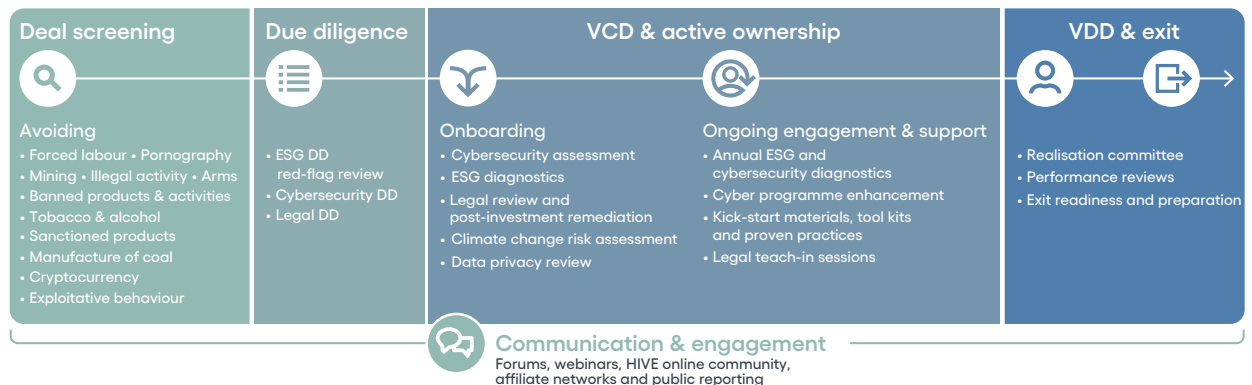 Deal screening
Avoiding
• Forced labour • Pornography
• Mining • Illegal activity • Arms
• Banned products & activities
• Tobacco & alcohol
• Sanctioned products
• Manufacture of coal
• Cryptocurrency
• Exploitative behaviour
Due diligence
• ESG DD
red-flag review
• Cybersecurity DD
• Legal DD
VCD & active ownership
Onboarding
• Cybersecurity assessment
• ESG diagnostics
• Legal review and
post-investment remediation
• Climate change risk assessment
• Data privacy review
Ongoing engagement & support
• Annual ESG and
cybersecurity diagnostics
• Cyber programme enhancement
• Kick-start materials, tool kits
and proven practices
• Legal teach-in sessions
VDD & exit
• Realisation committee
• Performance reviews
• Exit readiness and preparation
Communication & engagement
Forums, webinars, HIVE online community,
affiliate networks and public reporting